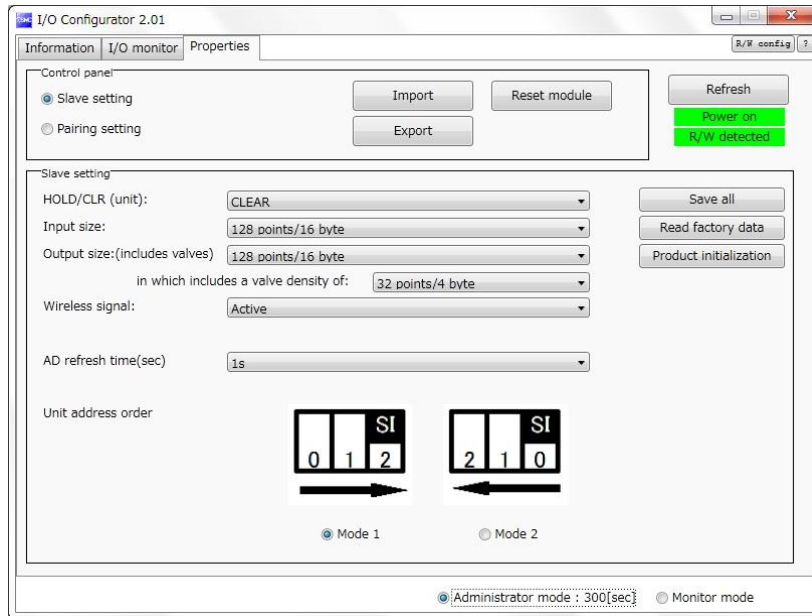 SMC I/O Configurator 2.01
Information I/O monitor Properties R/W config ?
Control panel
Slave setting Import Reset module Refresh
Power on
Pairing setting Export R/W detected
Slave setting
HOLD/CLR (unit): CLEAR Save all
Input size: 128 points/16 byte Read factory data
Output size:(includes valves) 128 points/16 byte Product initialization
in which includes a valve density of: 32 points/4 byte
Wireless signal: Active
AD refresh time(sec) 1s
Unit address order
SI SI
0 1 2 2 1 0
Mode 1 Mode 2
Administrator mode : 300[sec] Monitor mode